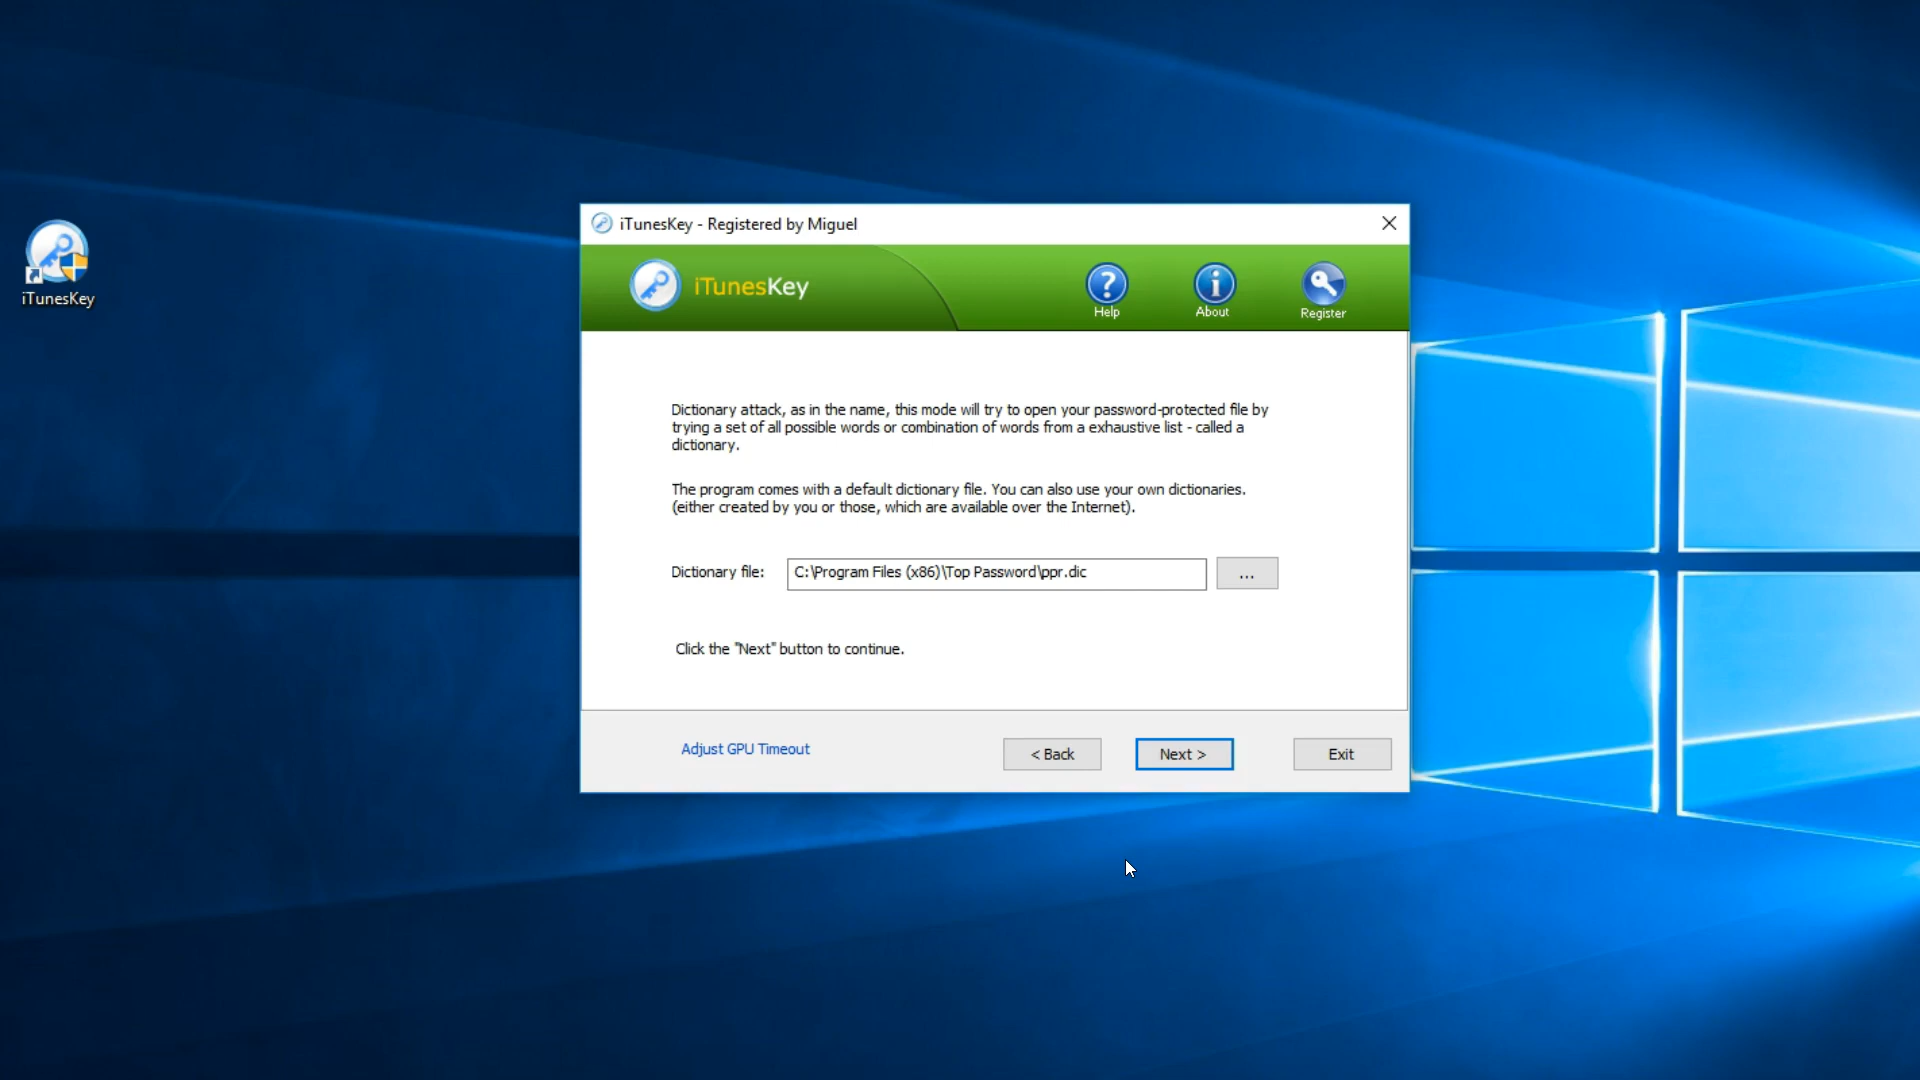 iTunesKey
iTunesKey - Registered by Miguel
iTunesKey
Help
About
Register
Dictionary attack, as in the name, this mode will try to open your password-protected file by
trying a set of all possible words or combination of words from a exhaustive list - called a
dictionary.
The program comes with a default dictionary file. You can also use your own dictionaries.
(either created by you or those, which are available over the Internet).
Dictionary file:
C:\Program Files (x86)\Top Password\ppr.dic
...
Click the "Next" button to continue.
Adjust GPU Timeout
< Back
Next >
Exit